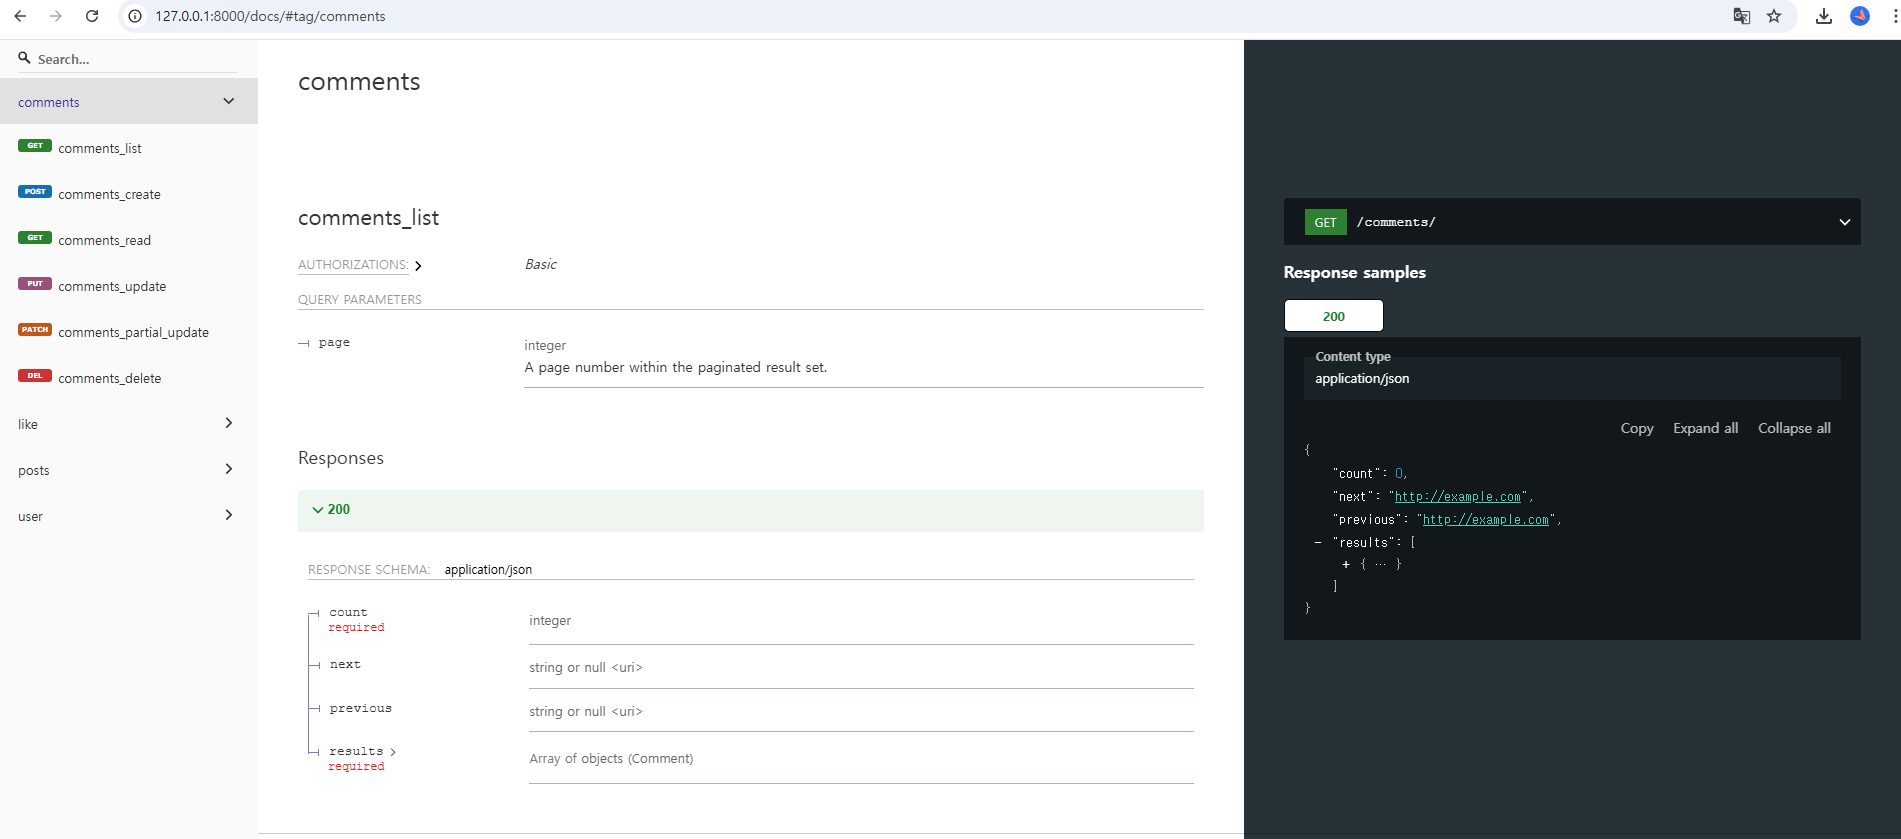 127.0.0.1:8000/docs/#tag/comments
Search...
comments
GET comments_list
POST comments_create
GET comments_read
PUT comments_update
PATCH comments_partial_update
DEL comments_delete
like
posts
user
comments
comments_list
AUTHORIZATIONS: Basic
QUERY PARAMETERS
page
integer
A page number within the paginated result set.
Responses
200
RESPONSE SCHEMA: application/json
count
required
integer
next
string or null <uri>
previous
string or null <uri>
results
required
Array of objects (Comment)
GET /comments/
Response samples
200
Content type
application/json
Copy Expand all Collapse all
{
"count": 0,
"next": "http://example.com",
"previous": "http://example.com",
- "results": [
+ { ... }
]
}